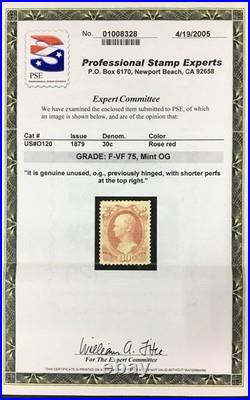 No. 01008328 4/19/2005
PSE
Professional Stamp Experts
P.O. Box 6170, Newport Beach, CA 92658
Expert Committee
We have examined the enclosed item submitted to PSE, of which
an image is shown below, and are of the opinion that:
Cat # Issue Denom. Color
US#O120 1879 30c Rose red
GRADE: F-VF 75, Mint OG
"it is genuine unused, o.g., previously hinged, with shorter perfs
at the top right."
For The Expert Committee